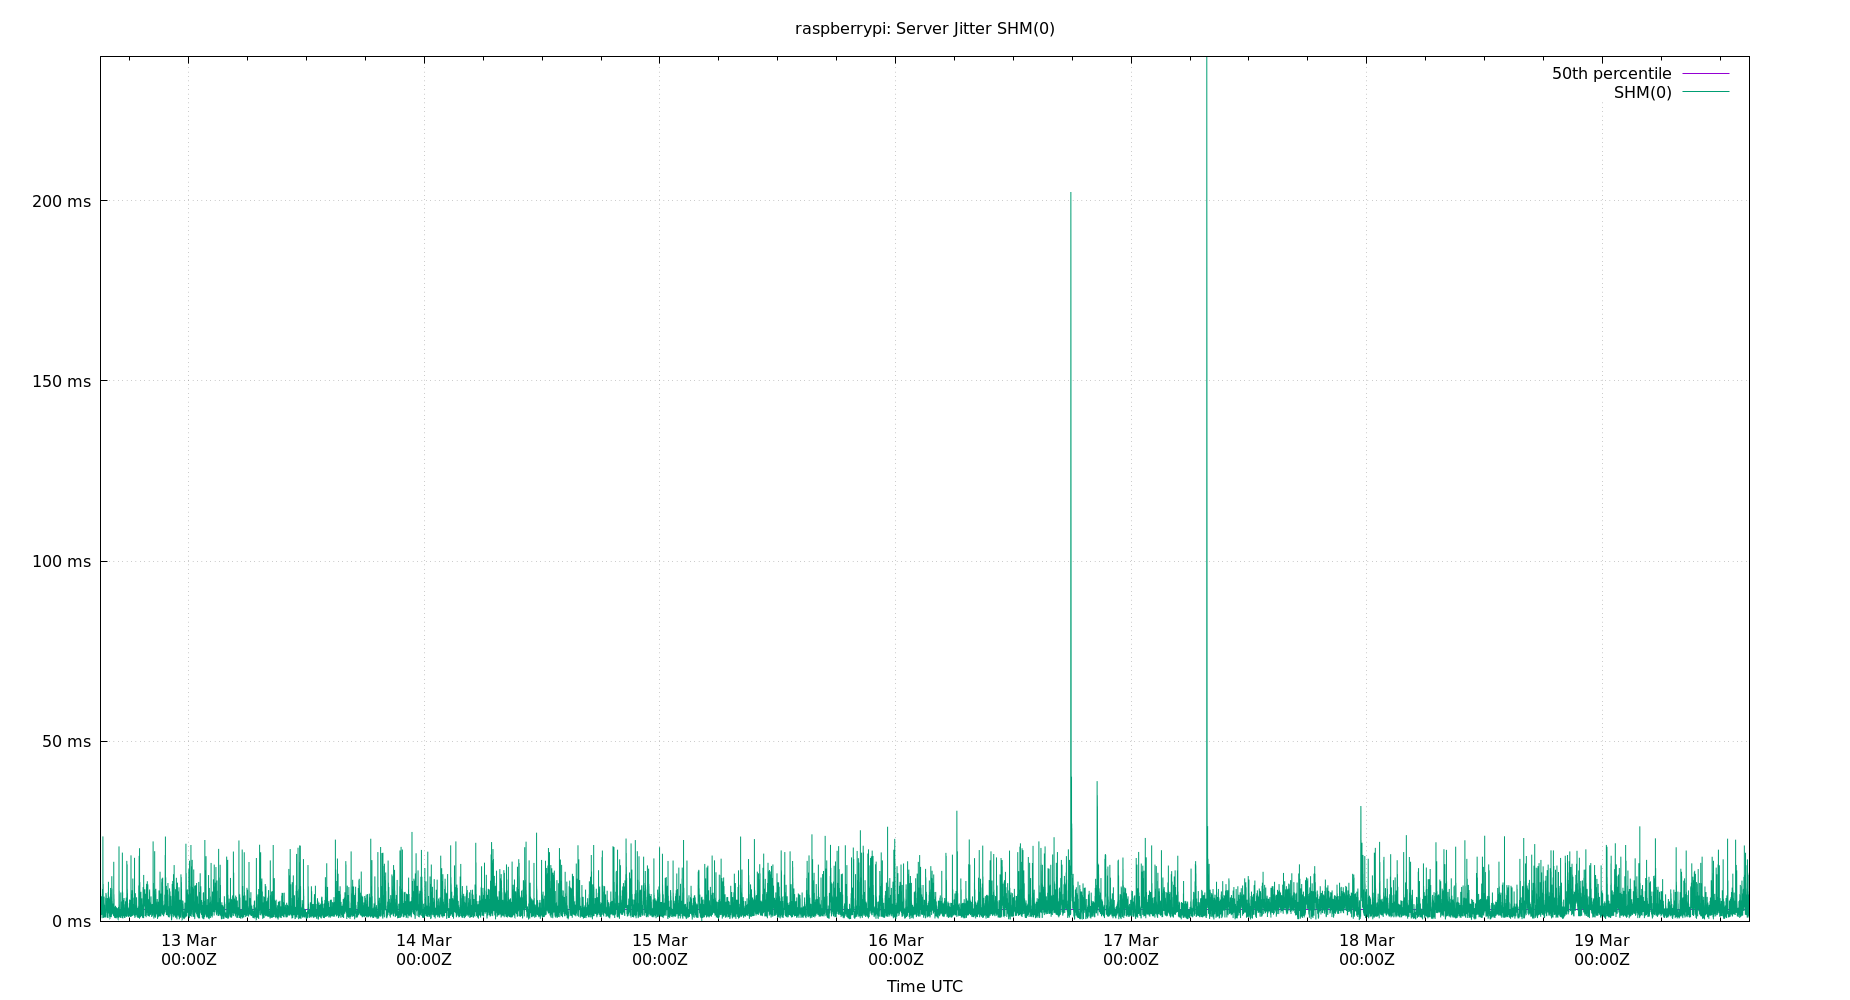 raspberrypi: Server Jitter SHM(0)
50th percentile
SHM(0)
200 ms
150 ms
100 ms
50 ms
0 ms
13 Mar 14 Mar 15 Mar 16 Mar 17 Mar 18 Mar 19 Mar
00:00Z 00:00Z 00:00Z 00:00Z 00:00Z 00:00Z 00:00Z
Time UTC